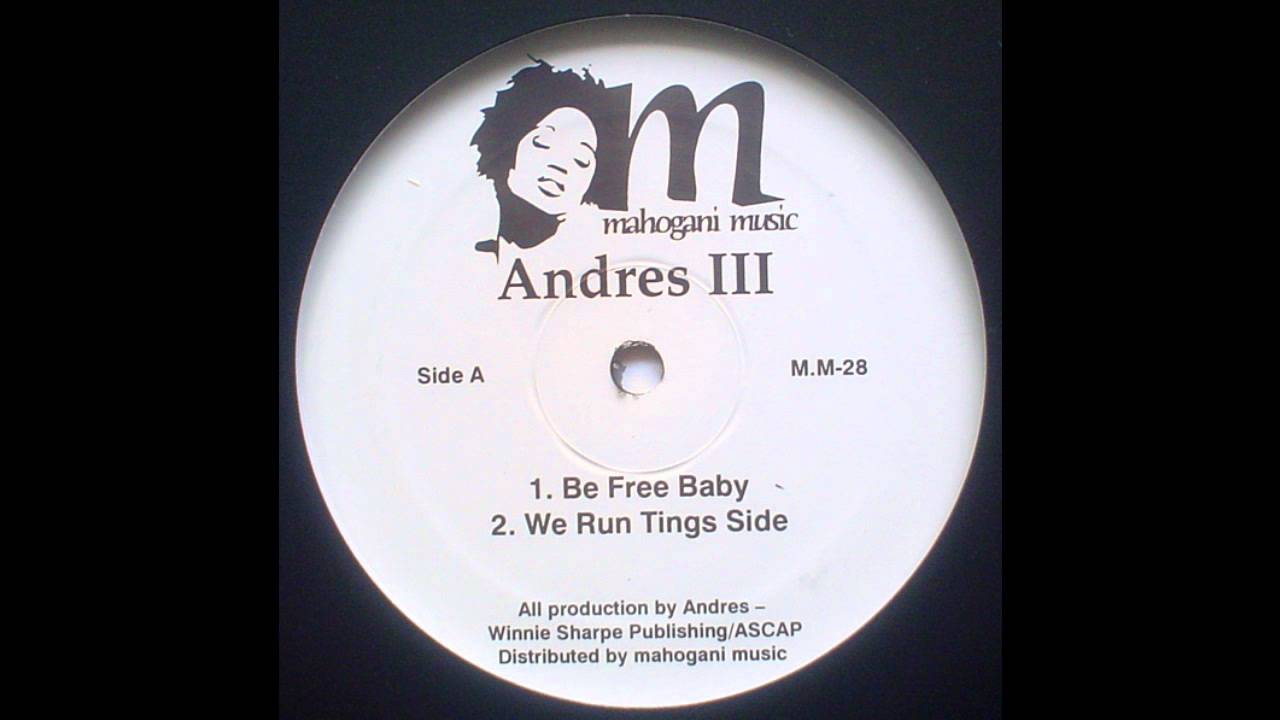 m
mahogani music
Andres III
Side A
M.M-28
1. Be Free Baby
2. We Run Tings Side
All production by Andres –
Winnie Sharpe Publishing/ASCAP
Distributed by mahogani music